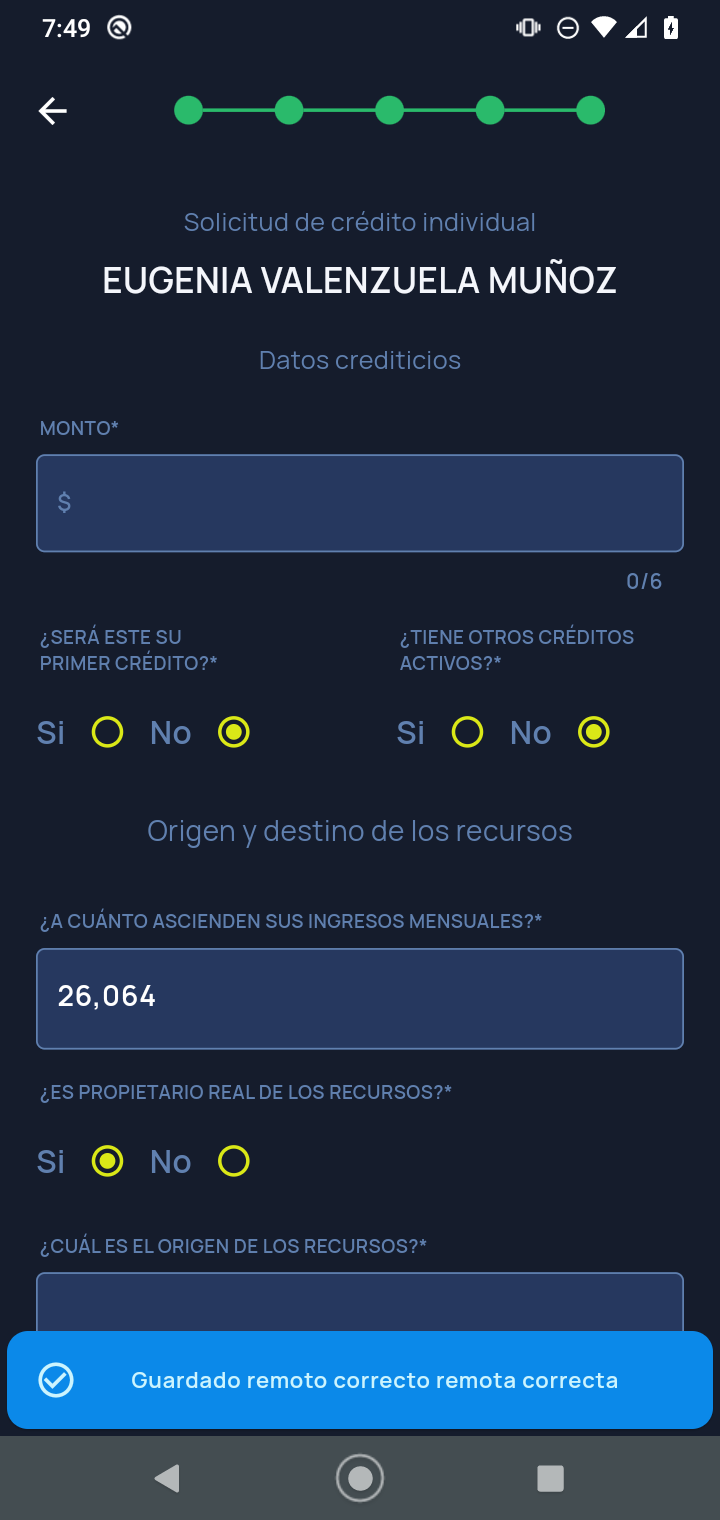 7:49
Solicitud de crédito individual
EUGENIA VALENZUELA MUÑOZ
Datos crediticios
MONTO*
$
0/6
¿SERÁ ESTE SU
PRIMER CRÉDITO?*
Si No
¿TIENE OTROS CRÉDITOS
ACTIVOS?*
Si No
Origen y destino de los recursos
¿A CUÁNTO ASCIENDEN SUS INGRESOS MENSUALES?*
26,064
¿ES PROPIETARIO REAL DE LOS RECURSOS?*
Si No
¿CUÁL ES EL ORIGEN DE LOS RECURSOS?*
Guardado remoto correcto remota correcta